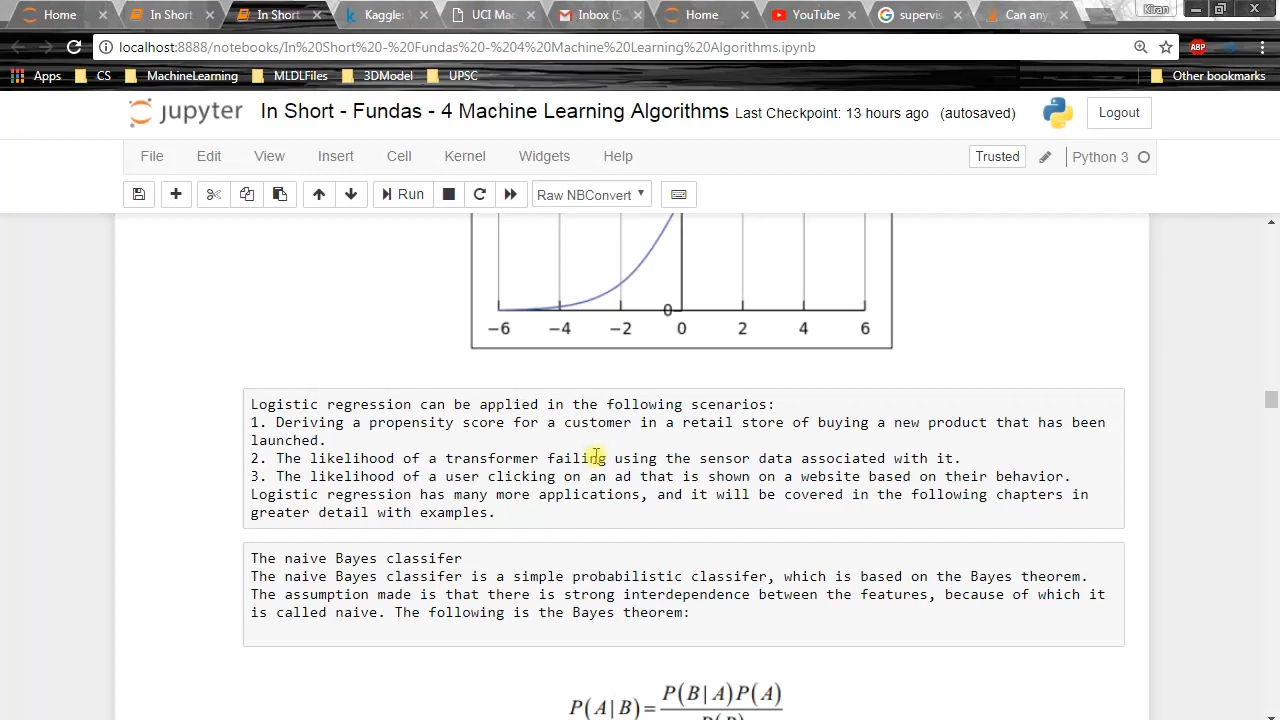 Home
In Short
In Short
Kaggle:
UCI Mac
Inbox (5
Home
YouTube
supervis
Can any
Kiran
localhost:8888/notebooks/In%20Short%20-%20Fundas%20-%204%20Machine%20Learning%20Algorithms.ipynb
ABP
Apps
CS
MachineLearning
MLDLFiles
3DModel
UPSC
Other bookmarks
jupyter
In Short - Fundas - 4 Machine Learning Algorithms Last Checkpoint: 13 hours ago (autosaved)
Logout
File Edit View Insert Cell Kernel Widgets Help
Trusted
Python 3
Run
Raw NBConvert
0
−6 −4 −2 0 2 4 6
Logistic regression can be applied in the following scenarios:
1. Deriving a propensity score for a customer in a retail store of buying a new product that has been
launched.
2. The likelihood of a transformer failing using the sensor data associated with it.
3. The likelihood of a user clicking on an ad that is shown on a website based on their behavior.
Logistic regression has many more applications, and it will be covered in the following chapters in
greater detail with examples.
The naive Bayes classifer
The naive Bayes classifer is a simple probabilistic classifer, which is based on the Bayes theorem.
The assumption made is that there is strong interdependence between the features, because of which it
is called naive. The following is the Bayes theorem:
P(B|A)P(A)
P(A|B)=
P(B)